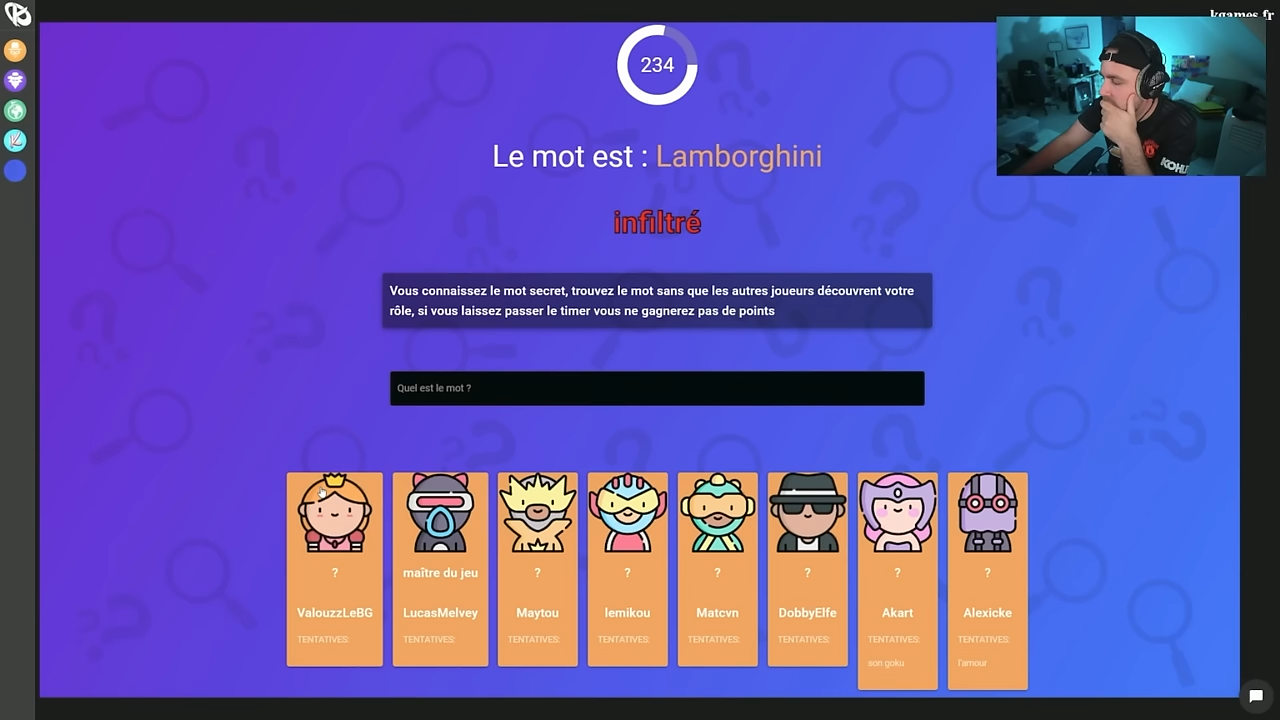 kgames.fr
234
Le mot est : Lamborghini
infiltré
Vous connaissez le mot secret, trouvez le mot sans que les autres joueurs découvrent votre
rôle, si vous laissez passer le timer vous ne gagnerez pas de points
Quel est le mot ?
? maître du jeu ? ? ? ? ? ?
ValouzzLeBG LucasMelvey Maytou lemikou Matcvn DobbyElfe Akart Alexicke
TENTATIVES: TENTATIVES: TENTATIVES: TENTATIVES: TENTATIVES: TENTATIVES: TENTATIVES: TENTATIVES:
son goku l'amour
KOHL